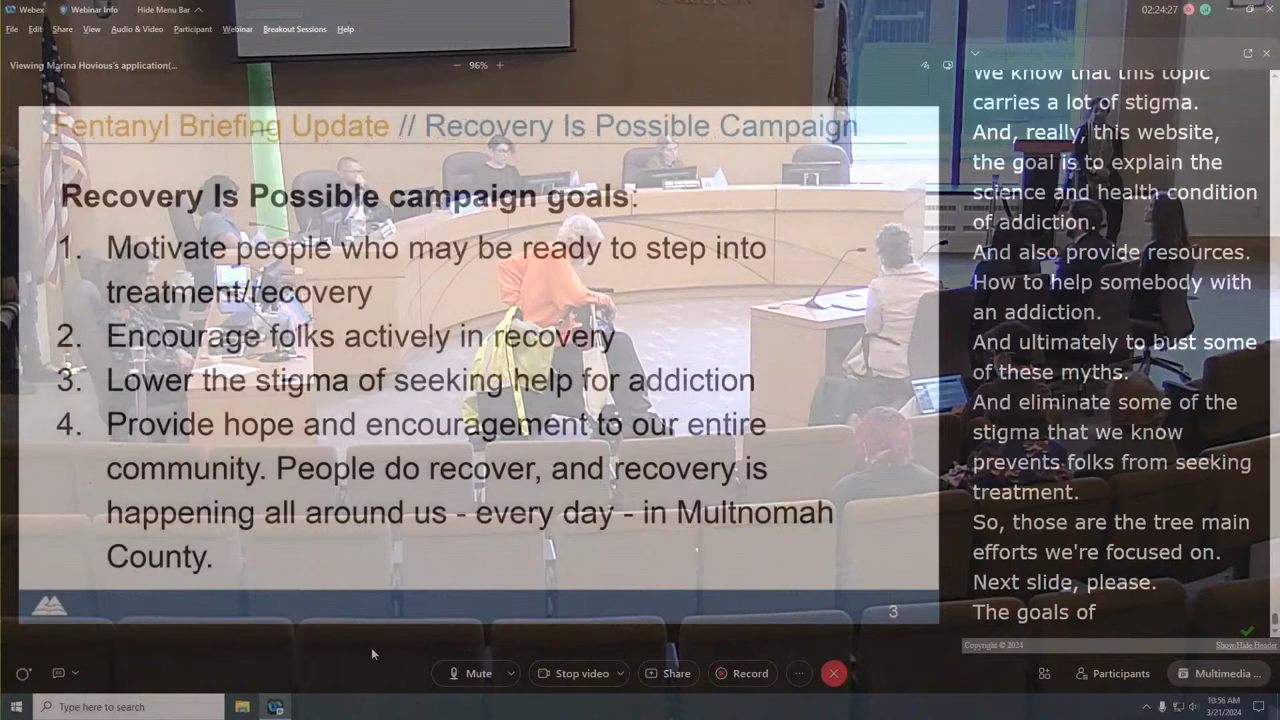 Webex
Webinar Info
Hide Menu Bar
02:24:27
File Edit Share View Audio & Video Participant Webinar Breakout Sessions Help
Viewing Marina Hovious's application(...
96%
Fentanyl Briefing Update // Recovery Is Possible Campaign
Recovery Is Possible campaign goals:
1. Motivate people who may be ready to step into
treatment/recovery
2. Encourage folks actively in recovery
3. Lower the stigma of seeking help for addiction
4. Provide hope and encouragement to our entire
community. People do recover, and recovery is
happening all around us - every day - in Multnomah
County.
3
We know that this topic
carries a lot of stigma.
And, really, this website,
the goal is to explain the
science and health condition
of addiction.
And also provide resources.
How to help somebody with
an addiction.
And ultimately to bust some
of these myths.
And eliminate some of the
stigma that we know
prevents folks from seeking
treatment.
So, those are the tree main
efforts we're focused on.
Next slide, please.
The goals of
Copyright © 2024
Show/Hide Header
Mute
Stop video
Share
Record
Participants
Multimedia ...
Type here to search
10:56 AM
3/21/2024